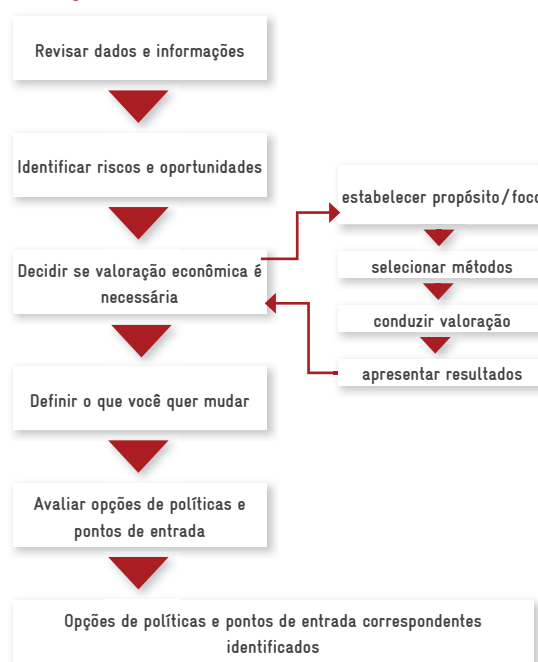 Revisar dados e informações
Identificar riscos e oportunidades
Decidir se valoração econômica é
necessária
estabelecer propósito/foco
selecionar métodos
conduzir valoração
apresentar resultados
Definir o que você quer mudar
Avaliar opções de políticas e
pontos de entrada
Opções de políticas e pontos de entrada correspondentes
identificados